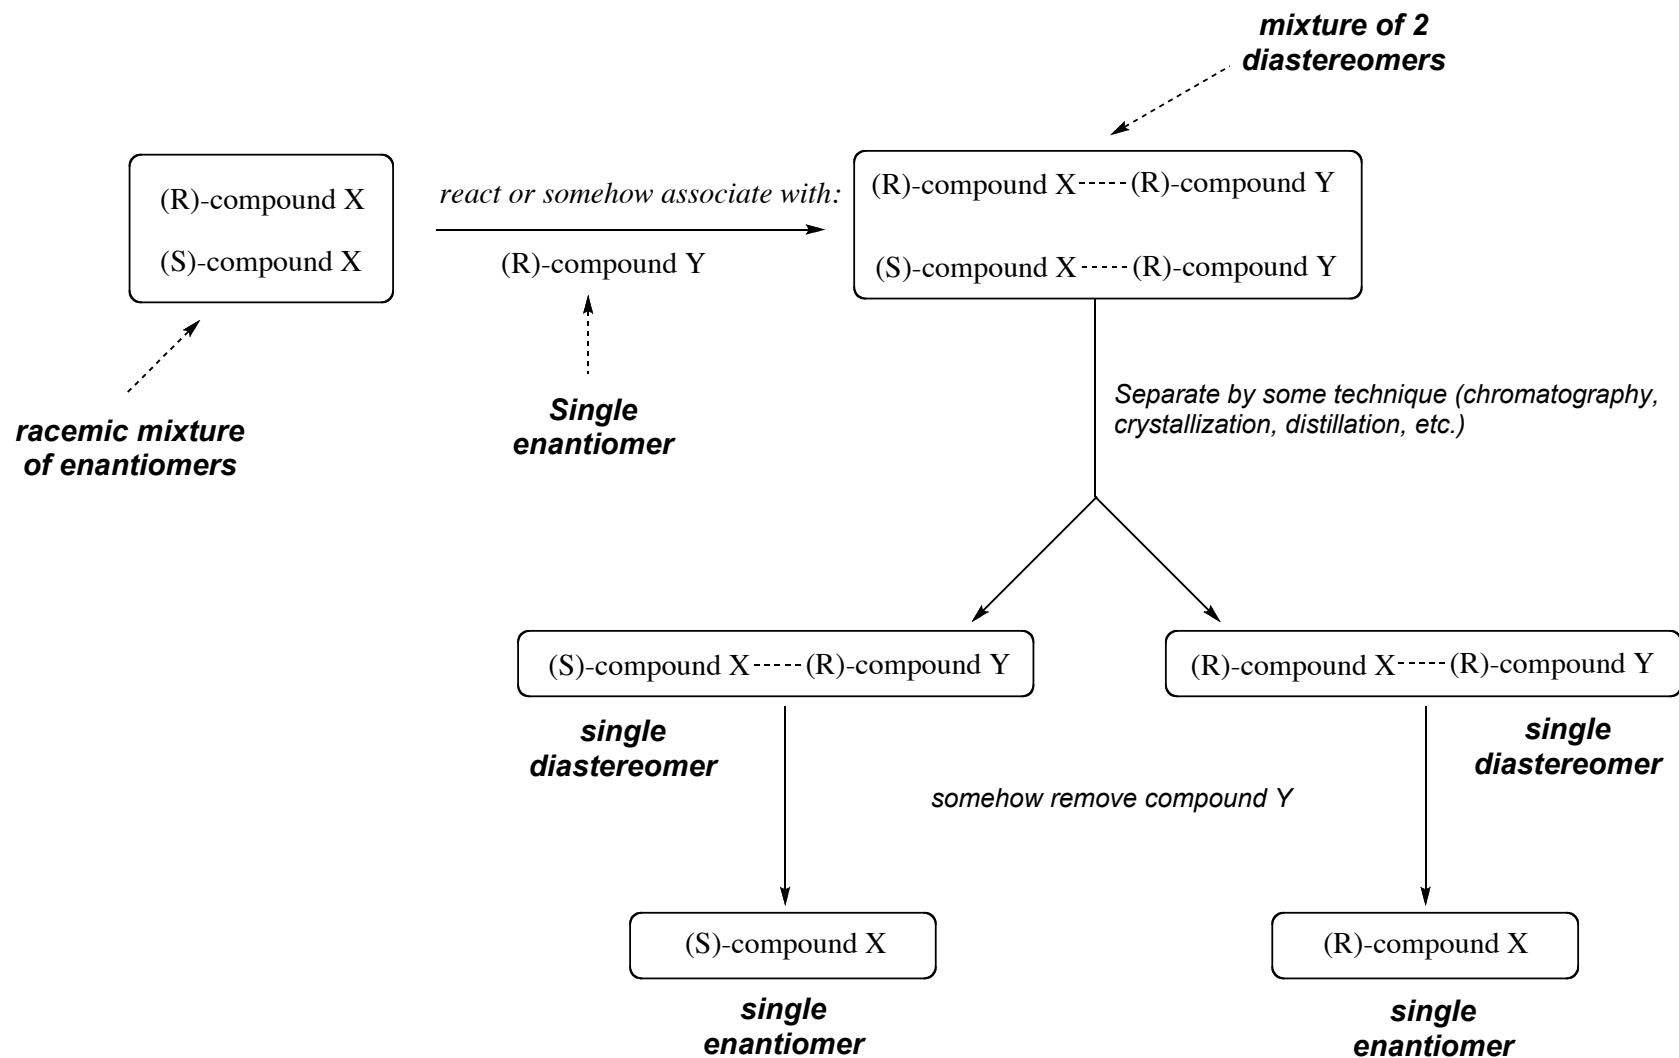 mixture of 2
diastereomers
(R)-compound X
(S)-compound X
react or somehow associate with:
(R)-compound Y
(R)-compound X-----(R)-compound Y
(S)-compound X-----(R)-compound Y
racemic mixture
of enantiomers
Single
enantiomer
Separate by some technique (chromatography,
crystallization, distillation, etc.)
(S)-compound X-----(R)-compound Y
(R)-compound X-----(R)-compound Y
single
diastereomer
single
diastereomer
somehow remove compound Y
(S)-compound X
(R)-compound X
single
enantiomer
single
enantiomer